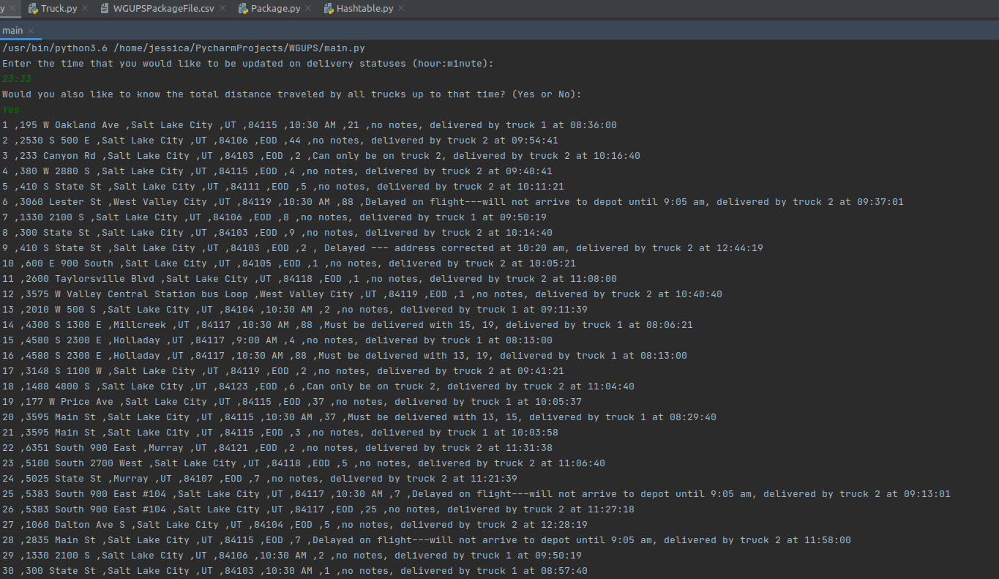 y Truck.py WGUPSPackageFile.csv Package.py Hashtable.py
main
/usr/bin/python3.6 /home/jessica/PycharmProjects/WGUPS/main.py
Enter the time that you would like to be updated on delivery statuses (hour:minute):
23:33
Would you also like to know the total distance traveled by all trucks up to that time? (Yes or No):
Yes
1 ,195 W Oakland Ave ,Salt Lake City ,UT ,84115 ,10:30 AM ,21 ,no notes, delivered by truck 1 at 08:36:00
2 ,2530 S 500 E ,Salt Lake City ,UT ,84106 ,EOD ,44 ,no notes, delivered by truck 2 at 09:54:41
3 ,233 Canyon Rd ,Salt Lake City ,UT ,84103 ,EOD ,2 ,Can only be on truck 2, delivered by truck 2 at 10:16:40
4 ,380 W 2880 S ,Salt Lake City ,UT ,84115 ,EOD ,4 ,no notes, delivered by truck 2 at 09:48:41
5 ,410 S State St ,Salt Lake City ,UT ,84111 ,EOD ,5 ,no notes, delivered by truck 2 at 10:11:21
6 ,3060 Lester St ,West Valley City ,UT ,84119 ,10:30 AM ,88 ,Delayed on flight---will not arrive to depot until 9:05 am, delivered by truck 2 at 09:37:01
7 ,1330 2100 S ,Salt Lake City ,UT ,84106 ,EOD ,8 ,no notes, delivered by truck 1 at 09:50:19
8 ,300 State St ,Salt Lake City ,UT ,84103 ,EOD ,9 ,no notes, delivered by truck 2 at 10:14:40
9 ,410 S State St ,Salt Lake City ,UT ,84103 ,EOD ,2 , Delayed --- address corrected at 10:20 am, delivered by truck 2 at 12:44:19
10 ,600 E 900 South ,Salt Lake City ,UT ,84105 ,EOD ,1 ,no notes, delivered by truck 2 at 10:05:21
11 ,2600 Taylorsville Blvd ,Salt Lake City ,UT ,84118 ,EOD ,1 ,no notes, delivered by truck 2 at 11:08:00
12 ,3575 W Valley Central Station bus Loop ,West Valley City ,UT ,84119 ,EOD ,1 ,no notes, delivered by truck 2 at 10:40:40
13 ,2010 W 500 S ,Salt Lake City ,UT ,84104 ,10:30 AM ,2 ,no notes, delivered by truck 1 at 09:11:39
14 ,4300 S 1300 E ,Millcreek ,UT ,84117 ,10:30 AM ,88 ,Must be delivered with 15, 19, delivered by truck 1 at 08:06:21
15 ,4580 S 2300 E ,Holladay ,UT ,84117 ,9:00 AM ,4 ,no notes, delivered by truck 1 at 08:13:00
16 ,4580 S 2300 E ,Holladay ,UT ,84117 ,10:30 AM ,88 ,Must be delivered with 13, 19, delivered by truck 1 at 08:13:00
17 ,3148 S 1100 W ,Salt Lake City ,UT ,84119 ,EOD ,2 ,no notes, delivered by truck 2 at 09:41:21
18 ,1488 4800 S ,Salt Lake City ,UT ,84123 ,EOD ,6 ,Can only be on truck 2, delivered by truck 2 at 11:04:40
19 ,177 W Price Ave ,Salt Lake City ,UT ,84115 ,EOD ,37 ,no notes, delivered by truck 1 at 10:05:37
20 ,3595 Main St ,Salt Lake City ,UT ,84115 ,10:30 AM ,37 ,Must be delivered with 13, 15, delivered by truck 1 at 08:29:40
21 ,3595 Main St ,Salt Lake City ,UT ,84115 ,EOD ,3 ,no notes, delivered by truck 1 at 10:03:58
22 ,6351 South 900 East ,Murray ,UT ,84121 ,EOD ,2 ,no notes, delivered by truck 2 at 11:31:38
23 ,5100 South 2700 West ,Salt Lake City ,UT ,84118 ,EOD ,5 ,no notes, delivered by truck 2 at 11:06:40
24 ,5025 State St ,Murray ,UT ,84107 ,EOD ,7 ,no notes, delivered by truck 2 at 11:21:39
25 ,5383 South 900 East #104 ,Salt Lake City ,UT ,84117 ,10:30 AM ,7 ,Delayed on flight---will not arrive to depot until 9:05 am, delivered by truck 2 at 09:13:01
26 ,5383 South 900 East #104 ,Salt Lake City ,UT ,84117 ,EOD ,25 ,no notes, delivered by truck 2 at 11:27:18
27 ,1060 Dalton Ave S ,Salt Lake City ,UT ,84104 ,EOD ,5 ,no notes, delivered by truck 2 at 12:28:19
28 ,2835 Main St ,Salt Lake City ,UT ,84115 ,EOD ,7 ,Delayed on flight---will not arrive to depot until 9:05 am, delivered by truck 2 at 11:58:00
29 ,1330 2100 S ,Salt Lake City ,UT ,84106 ,10:30 AM ,2 ,no notes, delivered by truck 1 at 09:50:19
30 ,300 State St ,Salt Lake City ,UT ,84103 ,10:30 AM ,1 ,no notes, delivered by truck 1 at 08:57:40